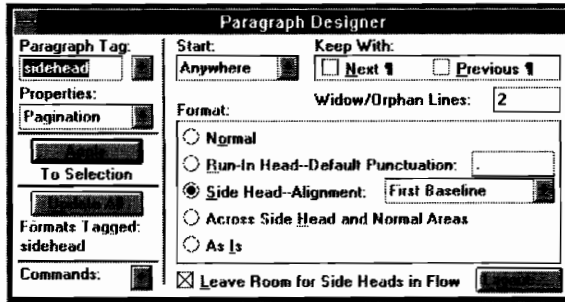 Paragraph Designer
Paragraph Tag:
sidehead
Properties:
Pagination
To Selection
Formats Tagged:
sidehead
Commands:
Start:
Anywhere
Keep With:
Next ¶
Previous ¶
Widow/Orphan Lines: 2
Format:
Normal
Run-In Head--Default Punctuation: .
Side Head--Alignment: First Baseline
Across Side Head and Normal Areas
As Is
Leave Room for Side Heads in Flow